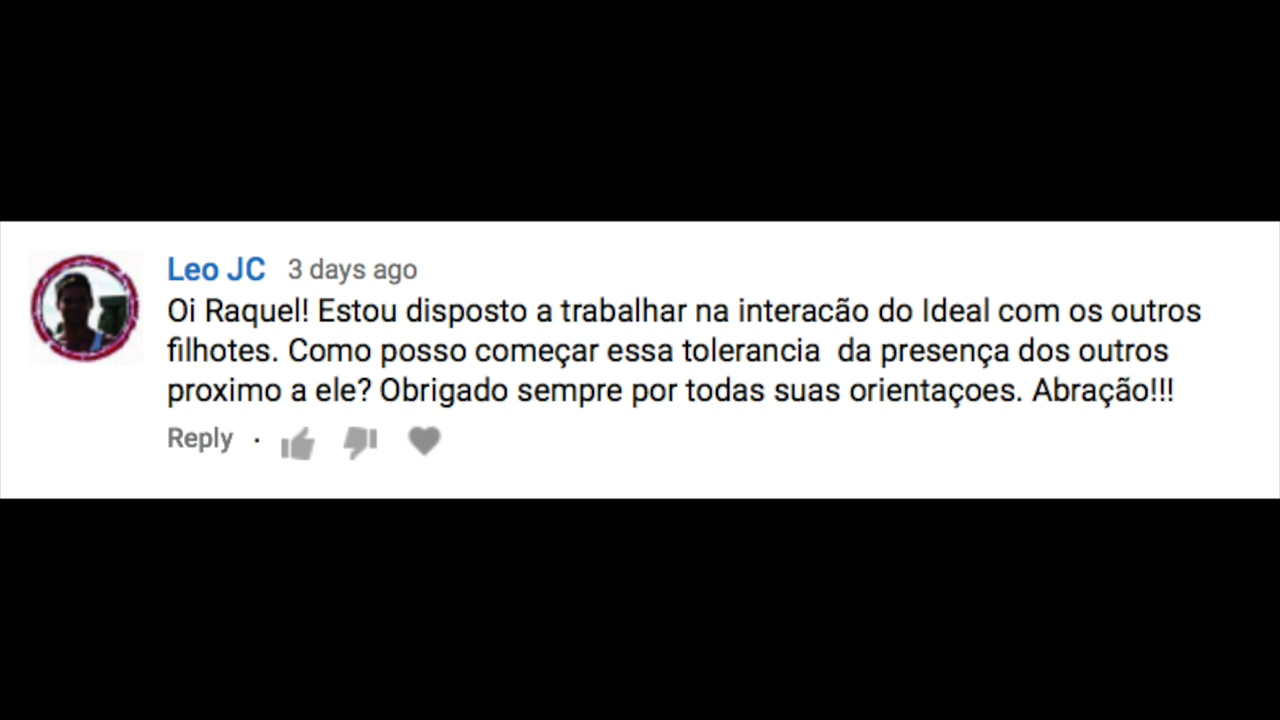 Leo JC 3 days ago
Oi Raquel! Estou disposto a trabalhar na interacão do Ideal com os outros
filhotes. Como posso começar essa tolerancia  da presença dos outros
proximo a ele? Obrigado sempre por todas suas orientaçoes. Abração!!!
Reply ·